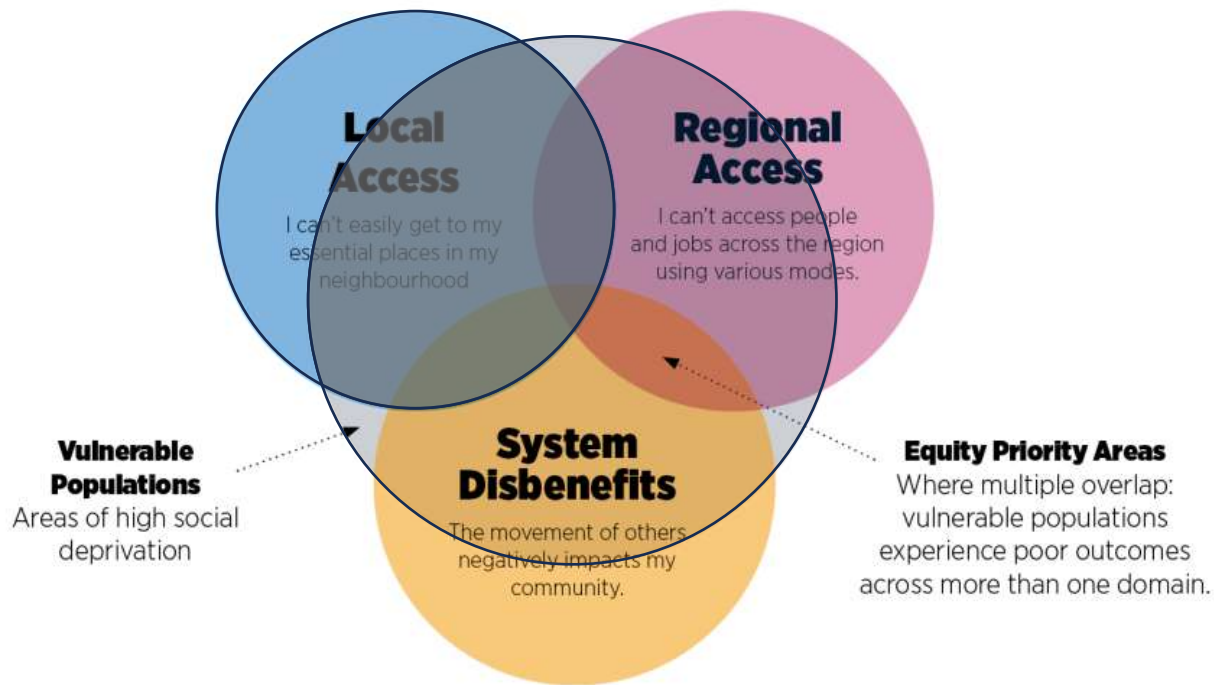 Local
Access
I can't easily get to my
essential places in my
neighbourhood
Regional
Access
I can't access people
and jobs across the region
using various modes.
System
Disbenefits
The movement of others
negatively impacts my
community.
Vulnerable
Populations
Areas of high social
deprivation
Equity Priority Areas
Where multiple overlap:
vulnerable populations
experience poor outcomes
across more than one domain.